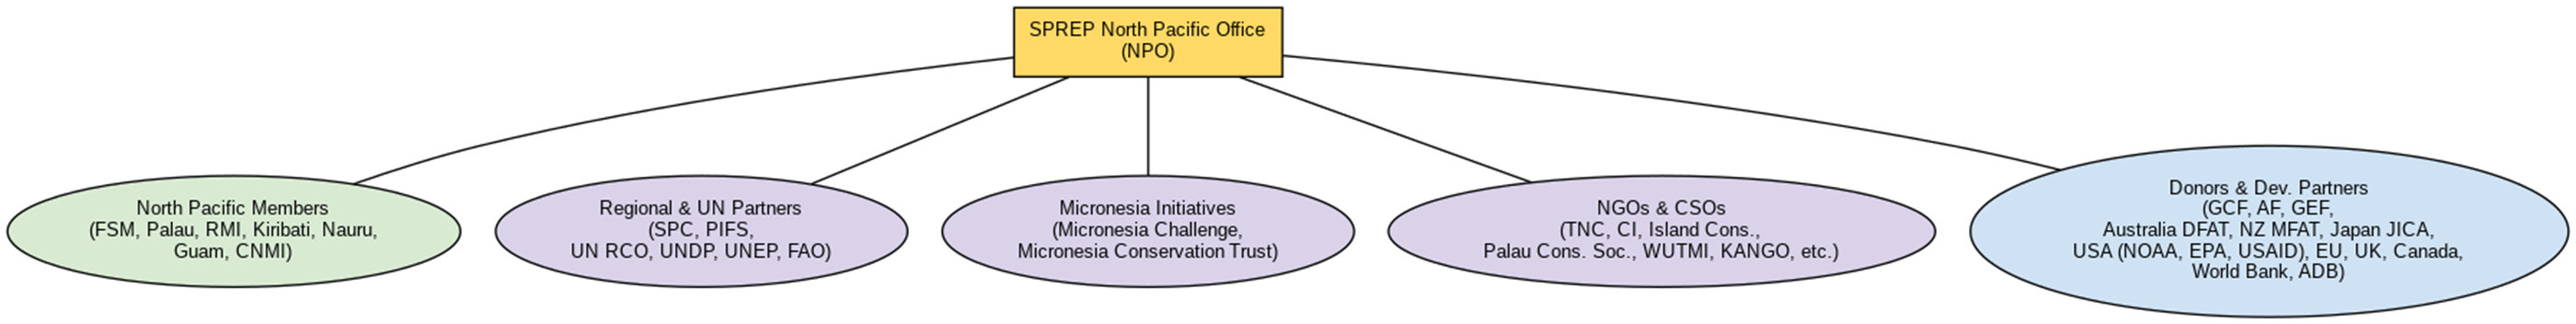 SPREP North Pacific Office
(NPO)
North Pacific Members
(FSM, Palau, RMI, Kiribati, Nauru,
Guam, CNMI)
Regional & UN Partners
(SPC, PIFS,
UN RCO, UNDP, UNEP, FAO)
Micronesia Initiatives
(Micronesia Challenge,
Micronesia Conservation Trust)
NGOs & CSOs
(TNC, CI, Island Cons.,
Palau Cons. Soc., WUTMI, KANGO, etc.)
Donors & Dev. Partners
(GCF, AF, GEF,
Australia DFAT, NZ MFAT, Japan JICA,
USA (NOAA, EPA, USAID), EU, UK, Canada,
World Bank, ADB)